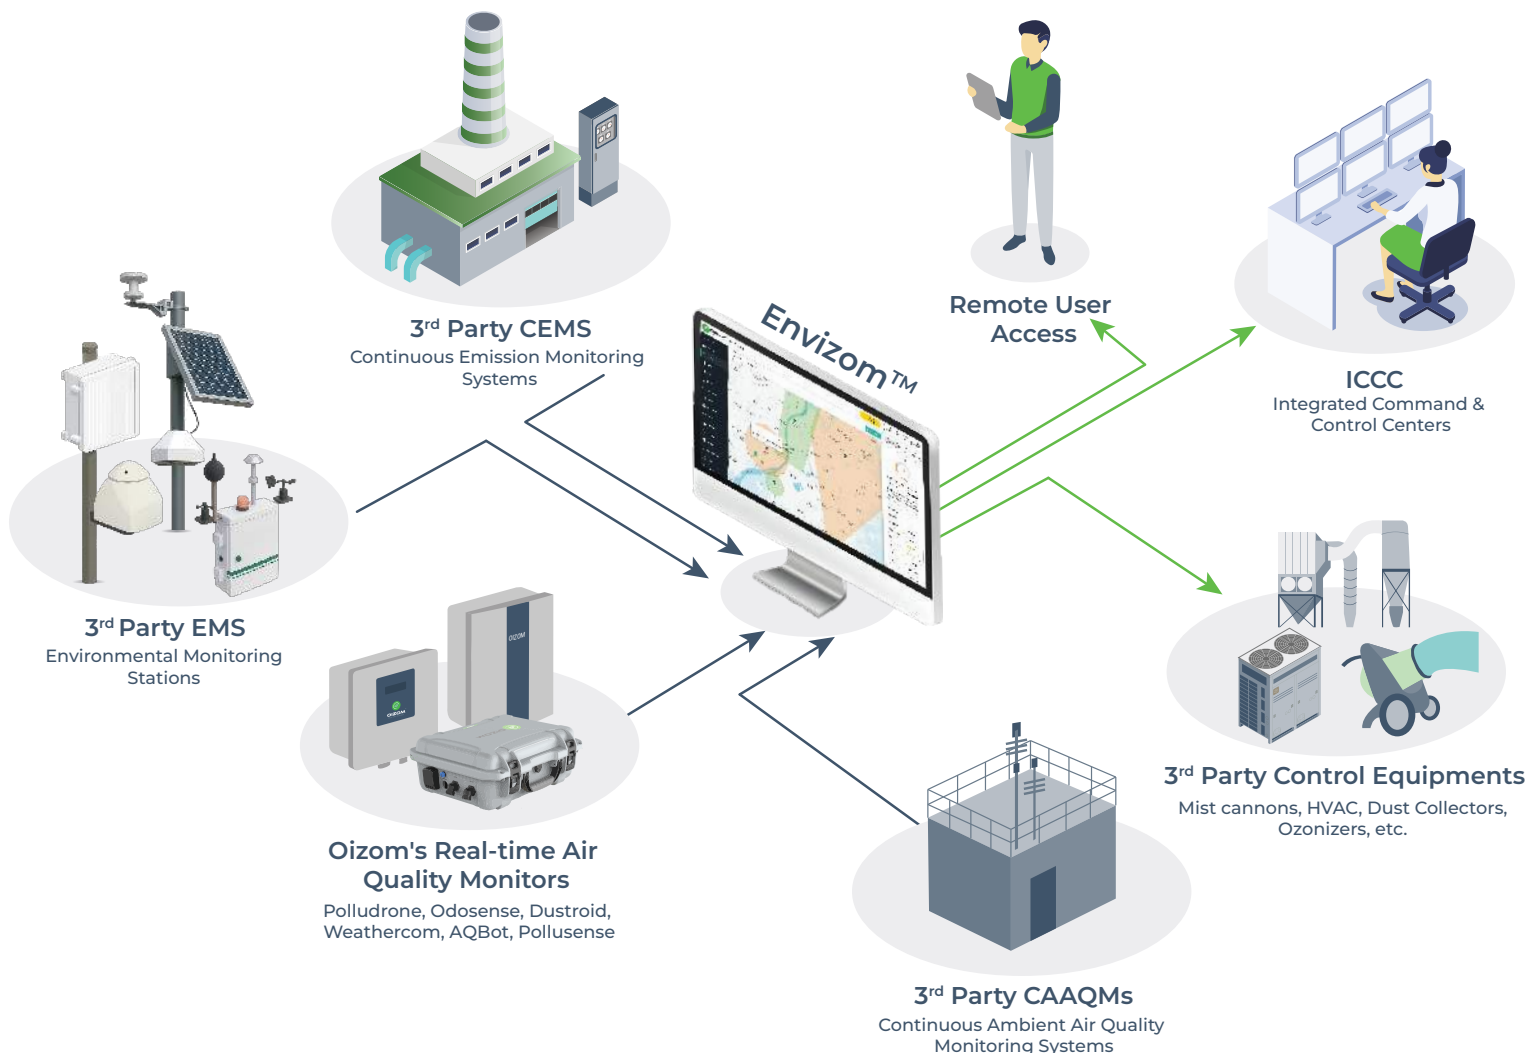 Envizom™
3rd Party CEMS
Continuous Emission Monitoring
Systems
Remote User
Access
ICCC
Integrated Command &
Control Centers
3rd Party EMS
Environmental Monitoring
Stations
OIZOM
OIZOM
Oizom's Real-time Air
Quality Monitors
Polludrone, Odosense, Dustroid,
Weathercom, AQBot, Pollusense
3rd Party Control Equipments
Mist cannons, HVAC, Dust Collectors,
Ozonizers, etc.
3rd Party CAAQMs
Continuous Ambient Air Quality
Monitoring Systems